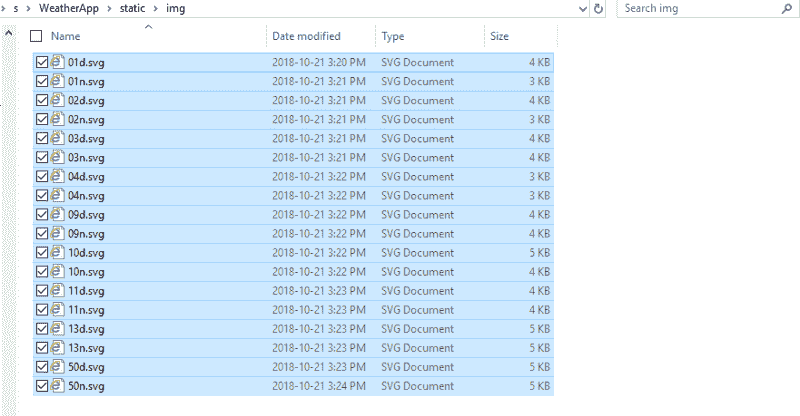 s WeatherApp static img Search img
Name Date modified Type Size
01d.svg 2018-10-21 3:20 PM SVG Document 4 KB
01n.svg 2018-10-21 3:21 PM SVG Document 3 KB
02d.svg 2018-10-21 3:21 PM SVG Document 4 KB
02n.svg 2018-10-21 3:21 PM SVG Document 3 KB
03d.svg 2018-10-21 3:21 PM SVG Document 4 KB
03n.svg 2018-10-21 3:21 PM SVG Document 4 KB
04d.svg 2018-10-21 3:22 PM SVG Document 3 KB
04n.svg 2018-10-21 3:22 PM SVG Document 3 KB
09d.svg 2018-10-21 3:22 PM SVG Document 4 KB
09n.svg 2018-10-21 3:22 PM SVG Document 4 KB
10d.svg 2018-10-21 3:22 PM SVG Document 5 KB
10n.svg 2018-10-21 3:22 PM SVG Document 4 KB
11d.svg 2018-10-21 3:23 PM SVG Document 4 KB
11n.svg 2018-10-21 3:23 PM SVG Document 4 KB
13d.svg 2018-10-21 3:23 PM SVG Document 5 KB
13n.svg 2018-10-21 3:23 PM SVG Document 5 KB
50d.svg 2018-10-21 3:23 PM SVG Document 5 KB
50n.svg 2018-10-21 3:24 PM SVG Document 5 KB